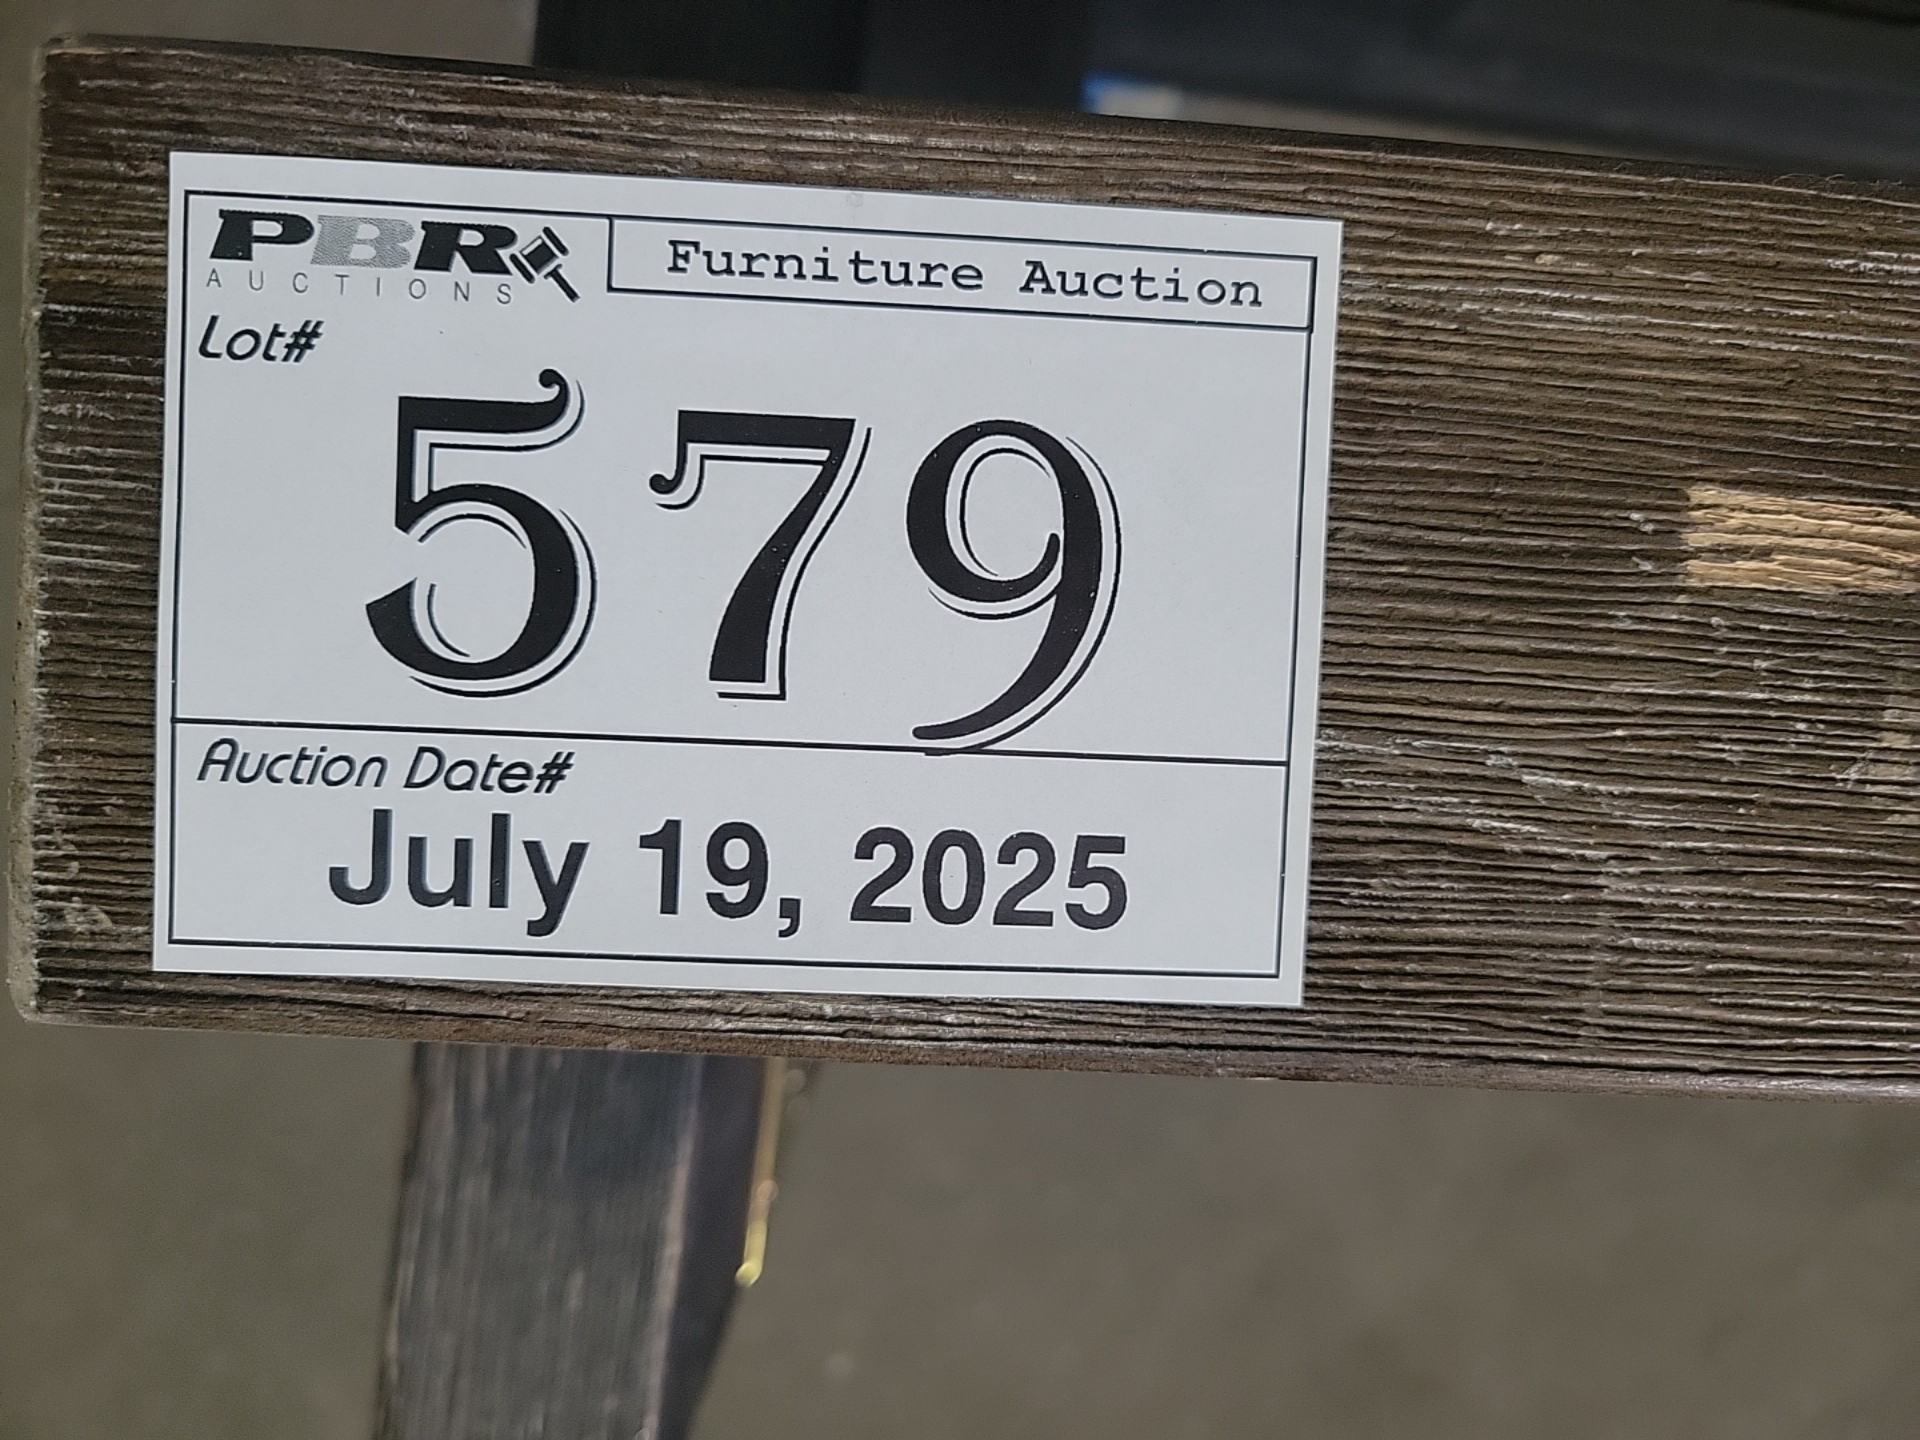 PBR
AUCTIONS
Furniture Auction
Lot#
579
Auction Date#
July 19, 2025